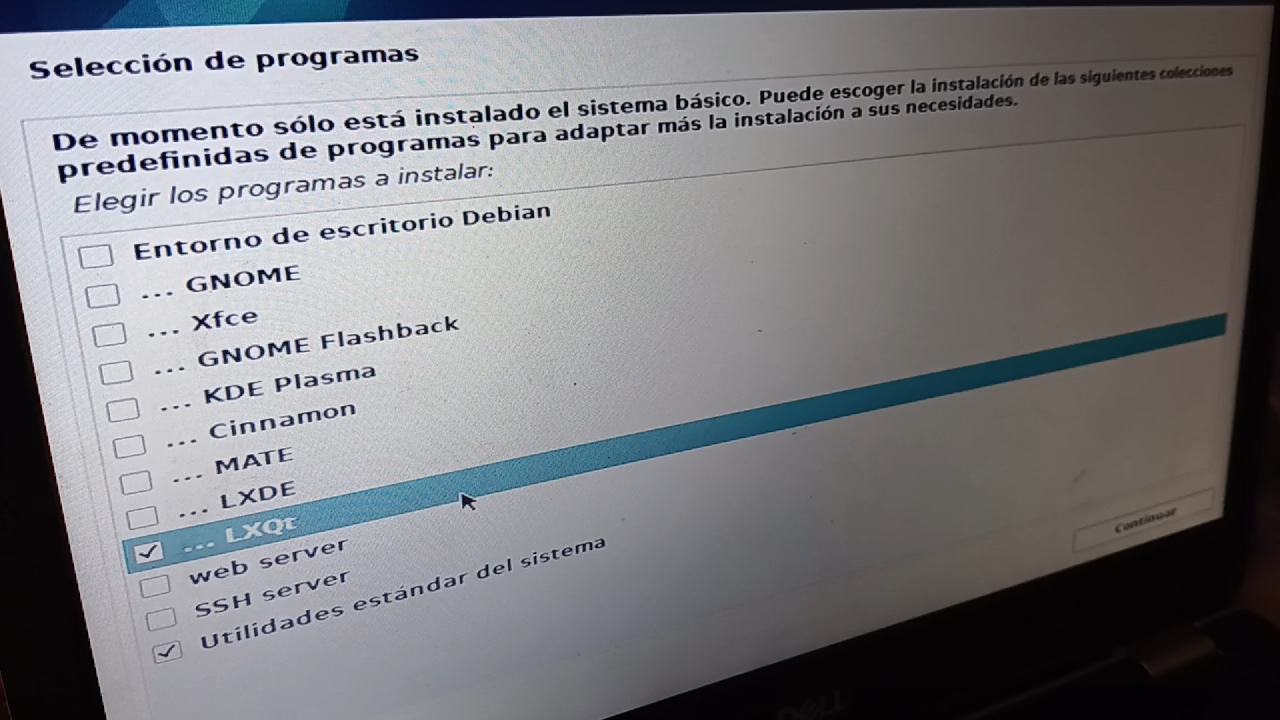 Selección de programas
De momento sólo está instalado el sistema básico. Puede escoger la instalación de las siguientes colecciones
predefinidas de programas para adaptar más la instalación a sus necesidades.
Elegir los programas a instalar:
Entorno de escritorio Debian
... GNOME
... Xfce
... GNOME Flashback
... KDE Plasma
... Cinnamon
... MATE
... LXDE
... LXQt
web server
SSH server
Utilidades estándar del sistema
Continuar
DELL